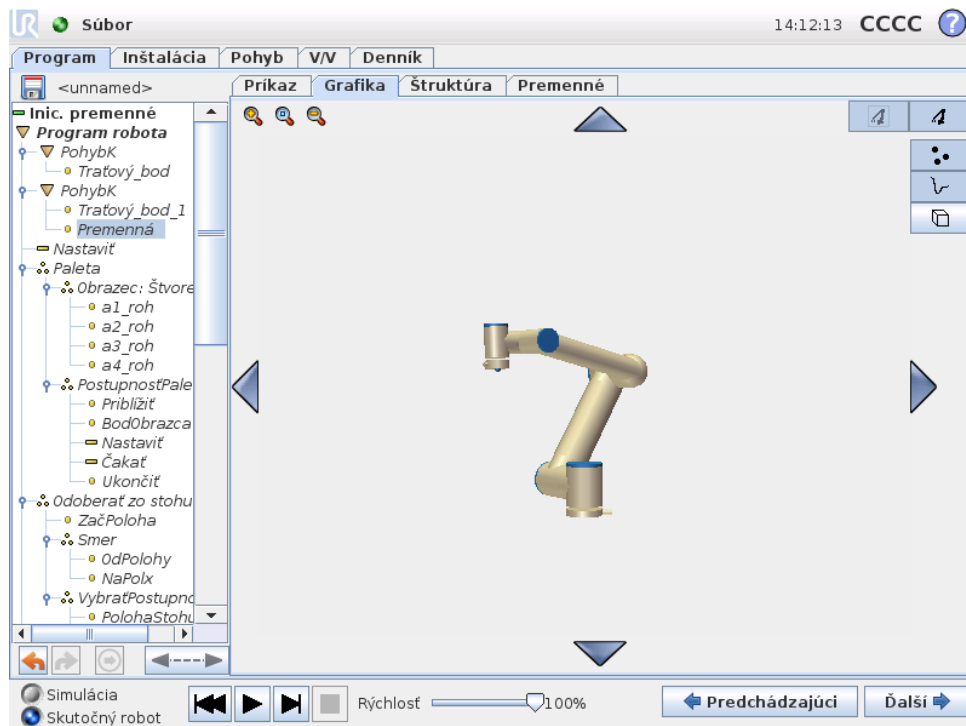 UR Súbor 14:12:13 CCCC ?
Program Inštalácia Pohyb V/V Denník
<unnamed> Príkaz Grafika Štruktúra Premenné
Inic. premenné
Program robota
PohybK
Traťový_bod
PohybK
Traťový_bod_1
Premenná
Nastaviť
Paleta
Obrazec: Štvore
a1_roh
a2_roh
a3_roh
a4_roh
PostupnosťPale
Priblížiť
BodObrazca
Nastaviť
Čakať
Ukončiť
Odoberať zo stohu
ZačPoloha
Smer
OdPolohy
NaPolx
VybraťPostupno
PolohaStohu
Simulácia
Skutočný robot
Rýchlosť 100%
Predchádzajúci Ďalší